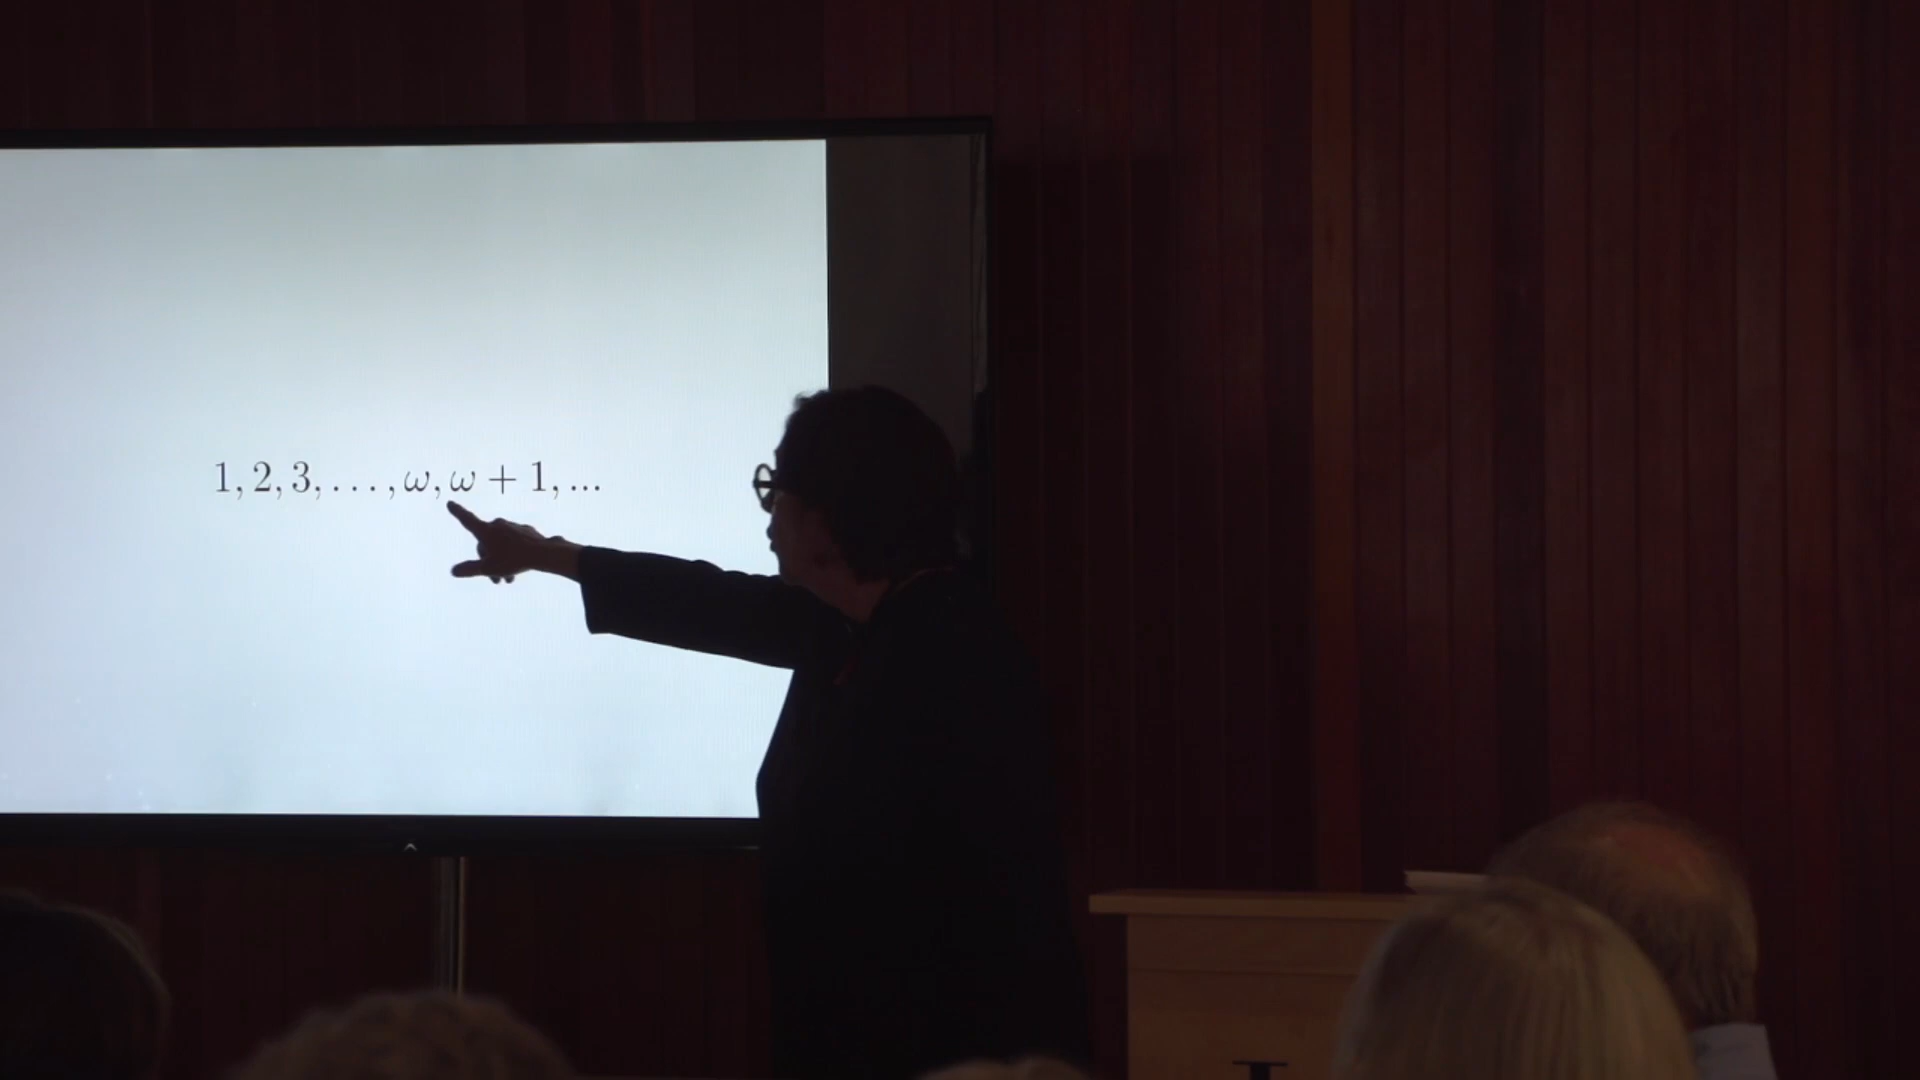 1, 2, 3, . . . , ω, ω + 1, ...